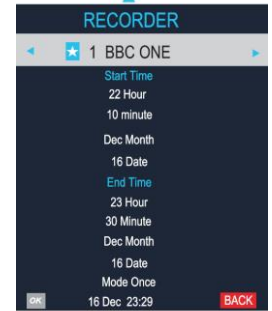 RECORDER
1 BBC ONE
Start Time
22 Hour
10 minute
Dec Month
16 Date
End Time
23 Hour
30 Minute
Dec Month
16 Date
Mode Once
OK 16 Dec 23:29 BACK